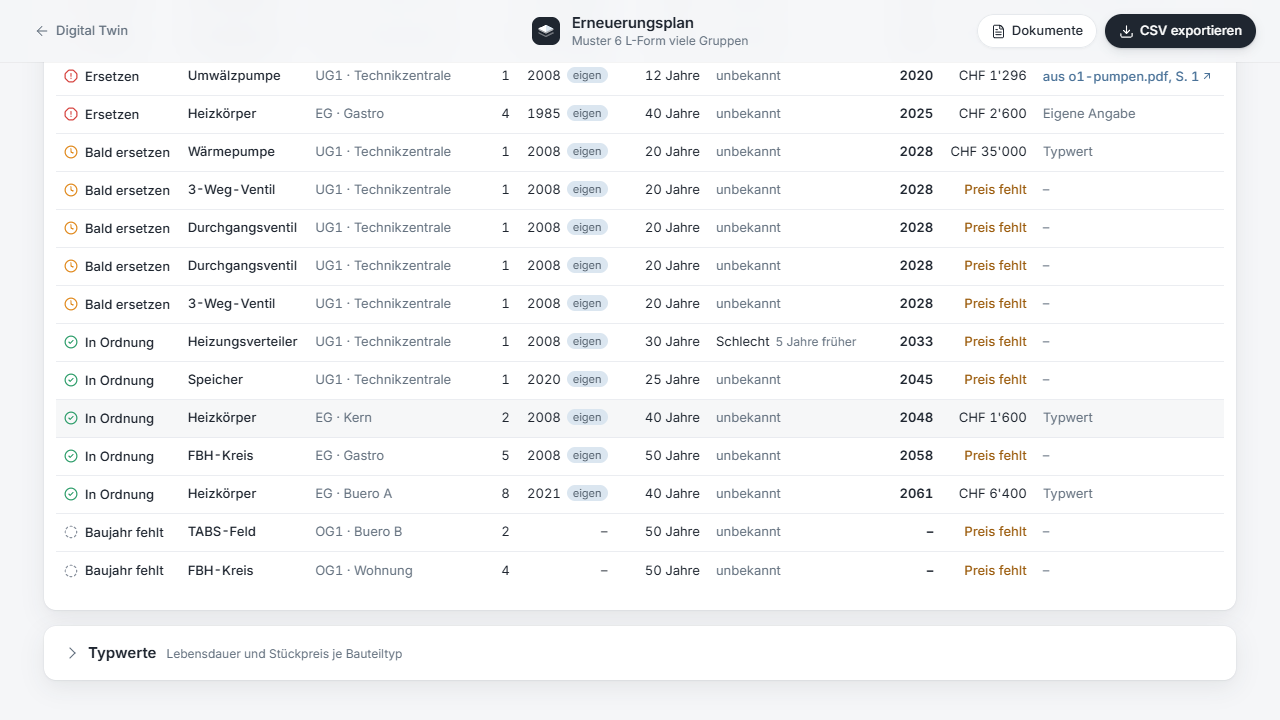 Digital Twin
Erneuerungsplan
Muster 6 L-Form viele Gruppen
Dokumente
CSV exportieren
Ersetzen Umwälzpumpe UG1 · Technikzentrale 1 2008 eigen 12 Jahre unbekannt 2020 CHF 1'296 aus o1-pumpen.pdf, S. 1
Ersetzen Heizkörper EG · Gastro 4 1985 eigen 40 Jahre unbekannt 2025 CHF 2'600 Eigene Angabe
Bald ersetzen Wärmepumpe UG1 · Technikzentrale 1 2008 eigen 20 Jahre unbekannt 2028 CHF 35'000 Typwert
Bald ersetzen 3-Weg-Ventil UG1 · Technikzentrale 1 2008 eigen 20 Jahre unbekannt 2028 Preis fehlt –
Bald ersetzen Durchgangsventil UG1 · Technikzentrale 1 2008 eigen 20 Jahre unbekannt 2028 Preis fehlt –
Bald ersetzen Durchgangsventil UG1 · Technikzentrale 1 2008 eigen 20 Jahre unbekannt 2028 Preis fehlt –
Bald ersetzen 3-Weg-Ventil UG1 · Technikzentrale 1 2008 eigen 20 Jahre unbekannt 2028 Preis fehlt –
In Ordnung Heizungsverteiler UG1 · Technikzentrale 1 2008 eigen 30 Jahre Schlecht 5 Jahre früher 2033 Preis fehlt –
In Ordnung Speicher UG1 · Technikzentrale 1 2020 eigen 25 Jahre unbekannt 2045 Preis fehlt –
In Ordnung Heizkörper EG · Kern 2 2008 eigen 40 Jahre unbekannt 2048 CHF 1'600 Typwert
In Ordnung FBH-Kreis EG · Gastro 5 2008 eigen 50 Jahre unbekannt 2058 Preis fehlt –
In Ordnung Heizkörper EG · Buero A 8 2021 eigen 40 Jahre unbekannt 2061 CHF 6'400 Typwert
Baujahr fehlt TABS-Feld OG1 · Buero B 2 – 50 Jahre unbekannt – Preis fehlt –
Baujahr fehlt FBH-Kreis OG1 · Wohnung 4 – 50 Jahre unbekannt – Preis fehlt –
Typwerte Lebensdauer und Stückpreis je Bauteiltyp